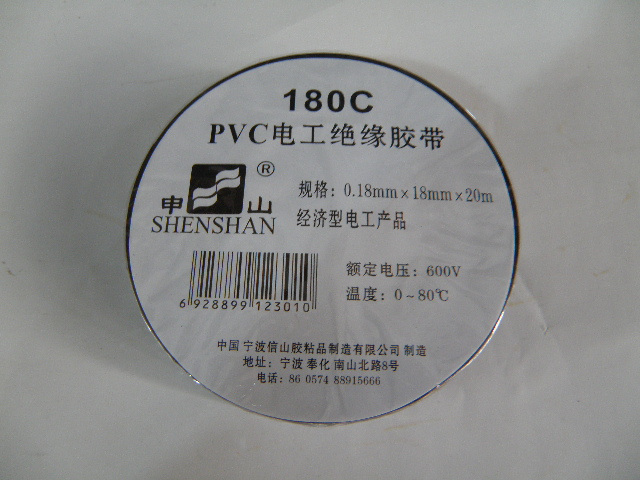 180C
PVC电工绝缘胶带
®
申 山
SHENSHAN
规格：0.18mm×18mm×20m
经济型电工产品
额定电压：600V
温度：0～80℃
6 928899 123010
中国 宁波信山胶粘品制造有限公司 制造
地址：宁波 奉化 南山北路8号
电话：86 0574 88915666